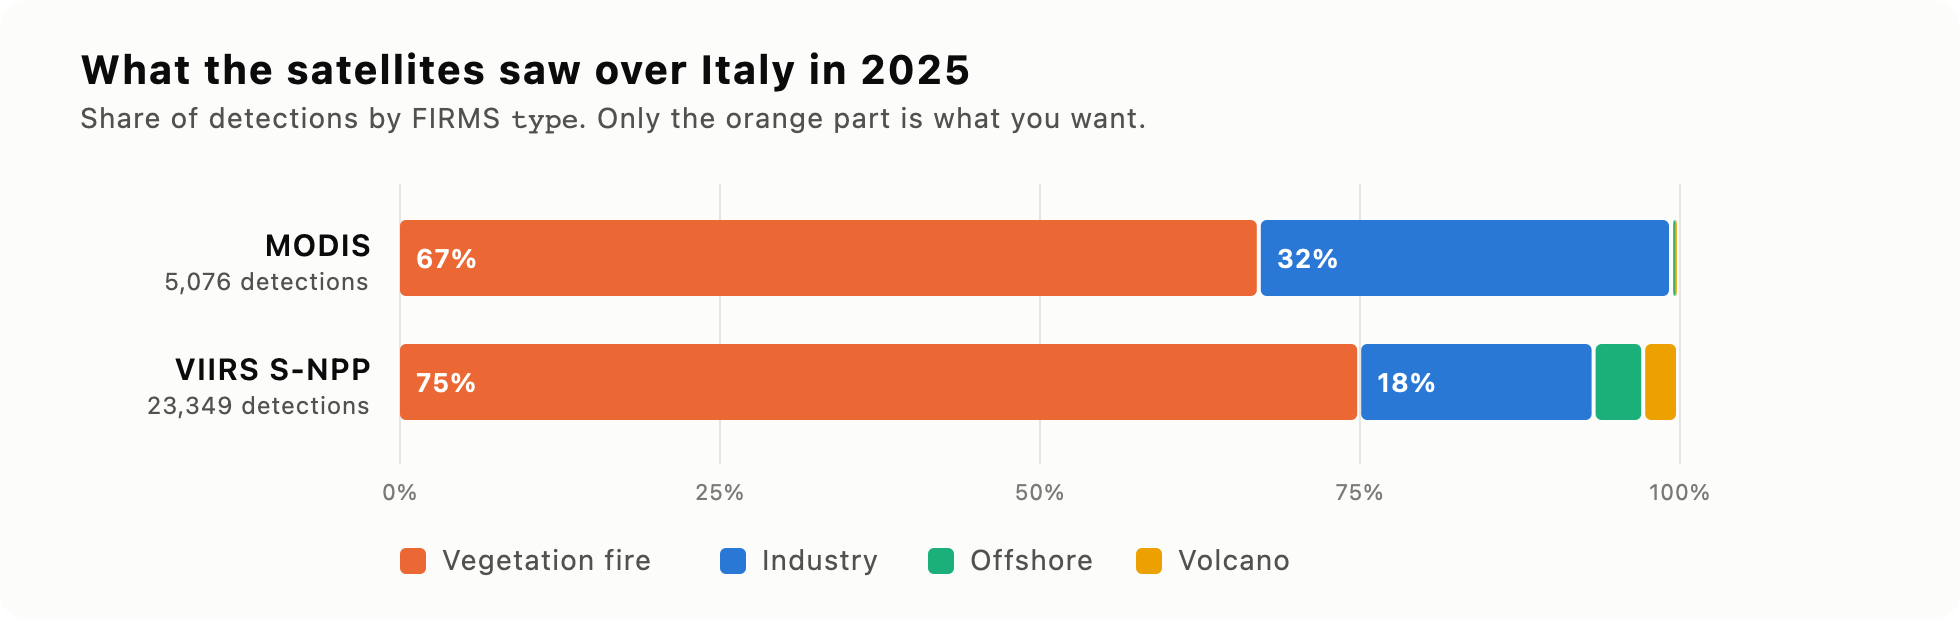 What the satellites saw over Italy in 2025
Share of detections by FIRMS type. Only the orange part is what you want.
MODIS
5,076 detections
67%
32%
VIIRS S-NPP
23,349 detections
75%
18%
0%
25%
50%
75%
100%
Vegetation fire
Industry
Offshore
Volcano